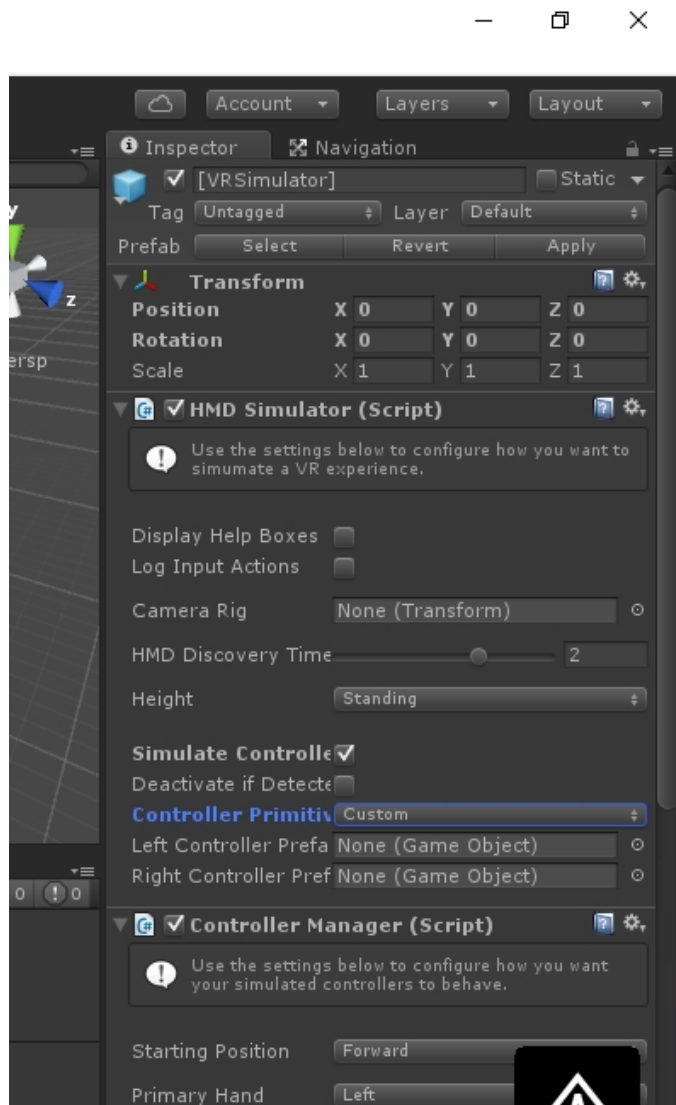 Account Layers Layout
Inspector Navigation
[VRSimulator] Static
y
Tag Untagged Layer Default
Prefab Select Revert Apply
Transform
z
Position X 0 Y 0 Z 0
Rotation X 0 Y 0 Z 0
ersp
Scale X 1 Y 1 Z 1
HMD Simulator (Script)
Use the settings below to configure how you want to
simumate a VR experience.
Display Help Boxes
Log Input Actions
Camera Rig None (Transform)
HMD Discovery Time 2
Height Standing
Simulate Controlle
Deactivate if Detecte
Controller Primitiv Custom
Left Controller Prefa None (Game Object)
Right Controller Pref None (Game Object)
0 0
Controller Manager (Script)
Use the settings below to configure how you want
your simulated controllers to behave.
Starting Position Forward
Primary Hand Left